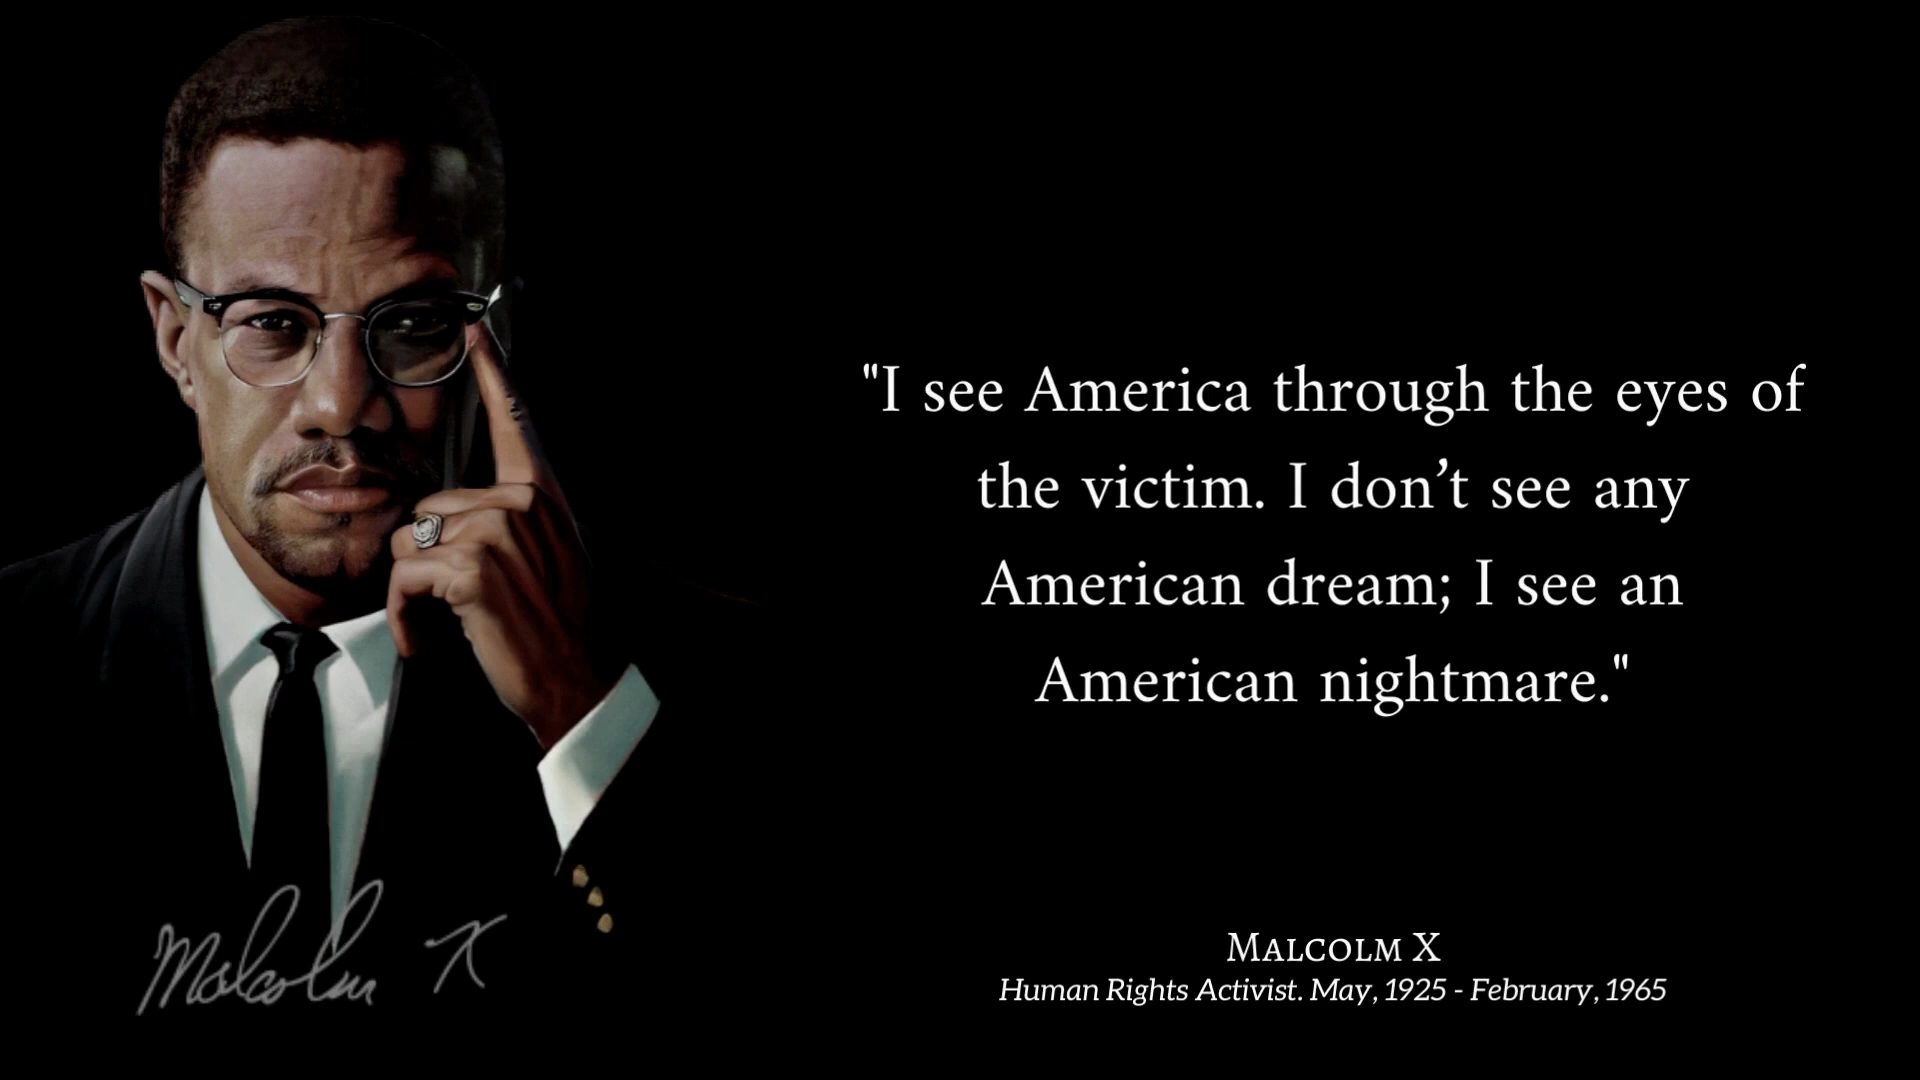 "I see America through the eyes of
the victim. I don’t see any
American dream; I see an
American nightmare."
Malcolm X
Malcolm X
Human Rights Activist. May, 1925 - February, 1965